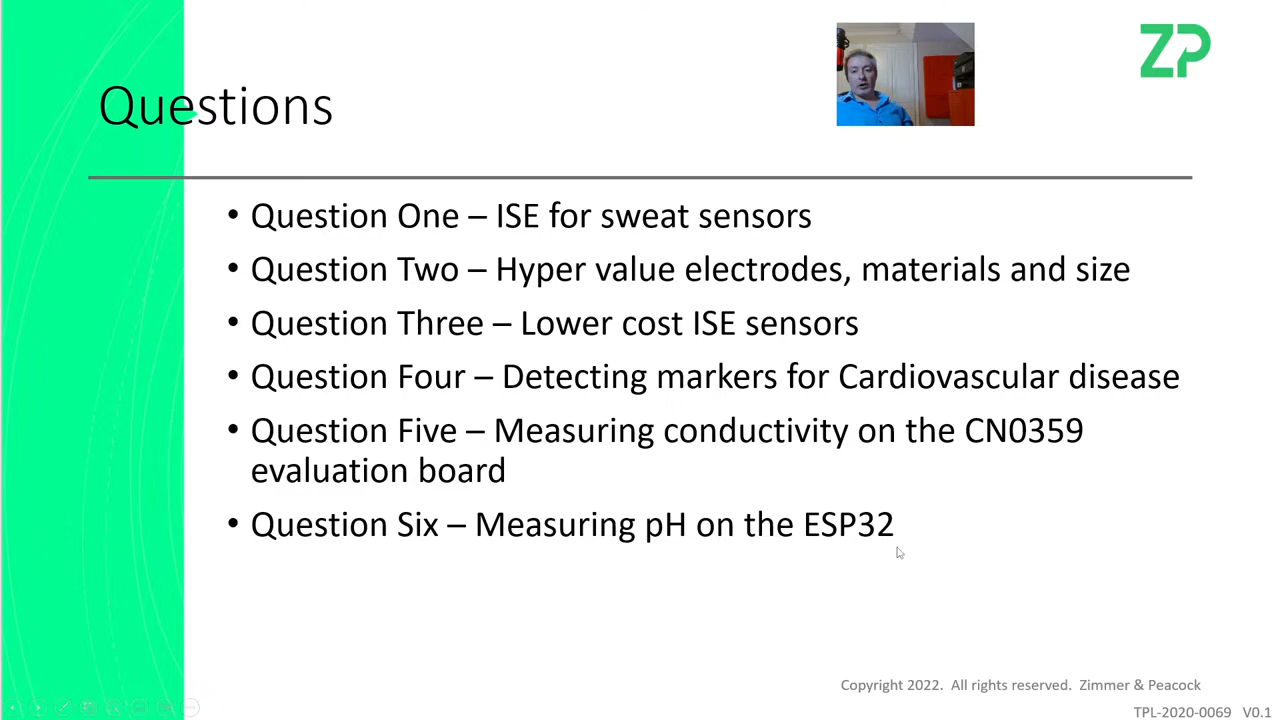 ZP
Questions
• Question One – ISE for sweat sensors
• Question Two – Hyper value electrodes, materials and size
• Question Three – Lower cost ISE sensors
• Question Four – Detecting markers for Cardiovascular disease
• Question Five – Measuring conductivity on the CN0359
evaluation board
• Question Six – Measuring pH on the ESP32
Copyright 2022. All rights reserved. Zimmer & Peacock
TPL-2020-0069 V0.1